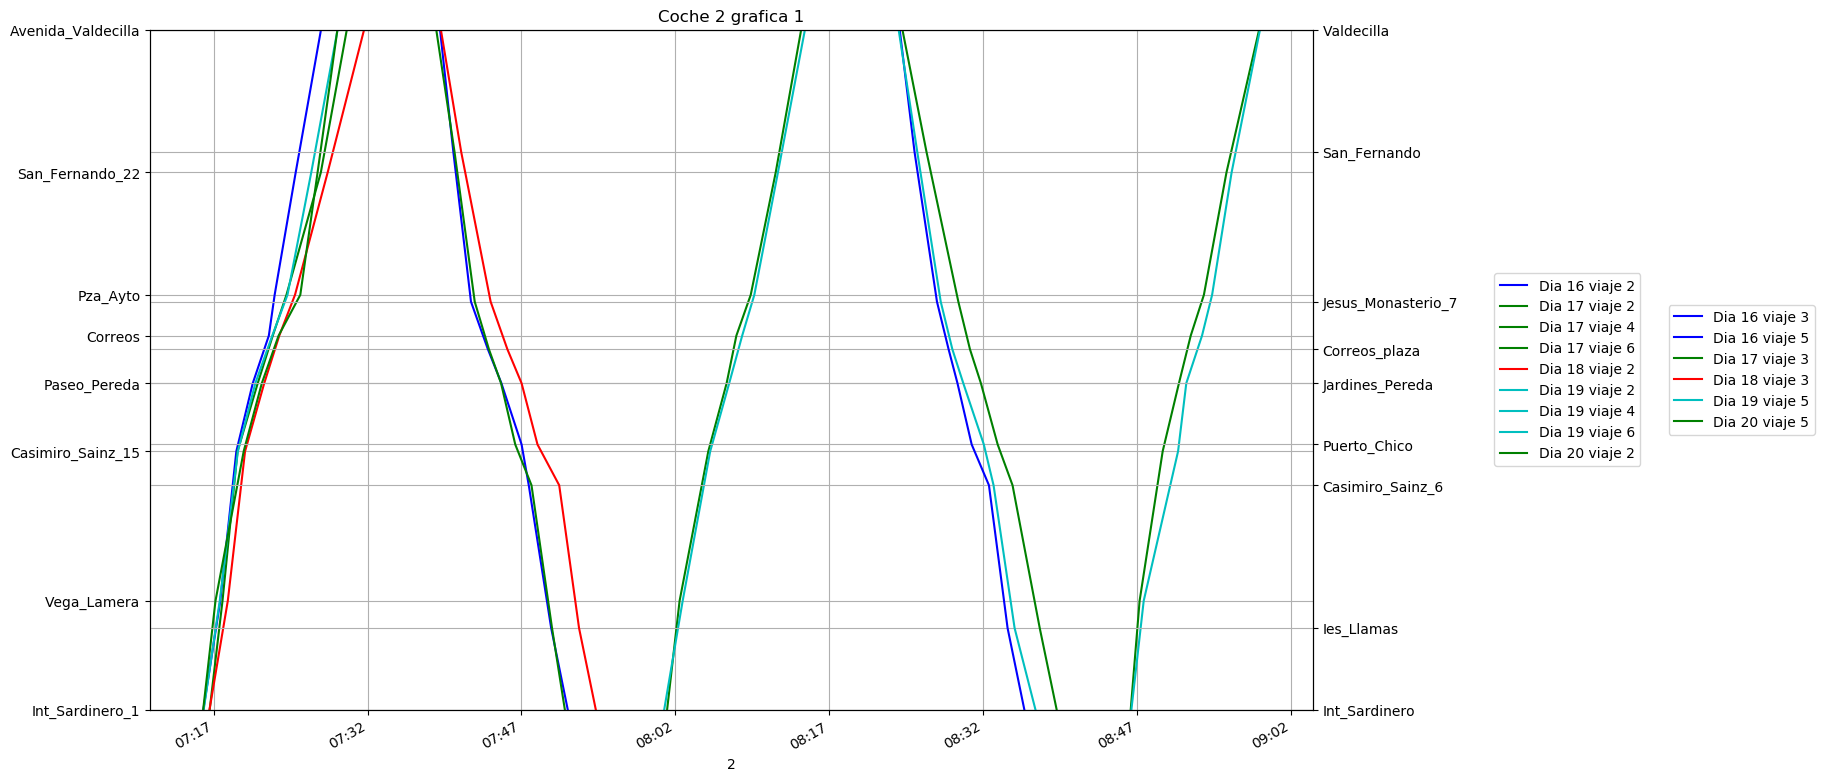 Coche 2 grafica 1
Avenida_Valdecilla
San_Fernando_22
Pza_Ayto
Correos
Paseo_Pereda
Casimiro_Sainz_15
Vega_Lamera
Int_Sardinero_1
Valdecilla
San_Fernando
Jesus_Monasterio_7
Correos_plaza
Jardines_Pereda
Puerto_Chico
Casimiro_Sainz_6
Ies_Llamas
Int_Sardinero
07:17
07:32
07:47
08:02
08:17
08:32
08:47
09:02
2
Dia 16 viaje 2
Dia 17 viaje 2
Dia 17 viaje 4
Dia 17 viaje 6
Dia 18 viaje 2
Dia 19 viaje 2
Dia 19 viaje 4
Dia 19 viaje 6
Dia 20 viaje 2
Dia 16 viaje 3
Dia 16 viaje 5
Dia 17 viaje 3
Dia 18 viaje 3
Dia 19 viaje 5
Dia 20 viaje 5